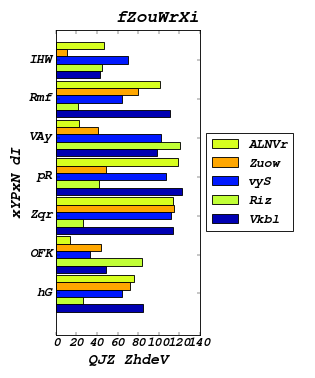 fZouWrXi
IHW
Rmf
VAy
pR
Zqr
OFK
hG
xYPxN dI
0 20 40 60 80 100 120 140
QJZ ZhdeV
ALNVr
Zuow
vyS
Riz
Vkbl